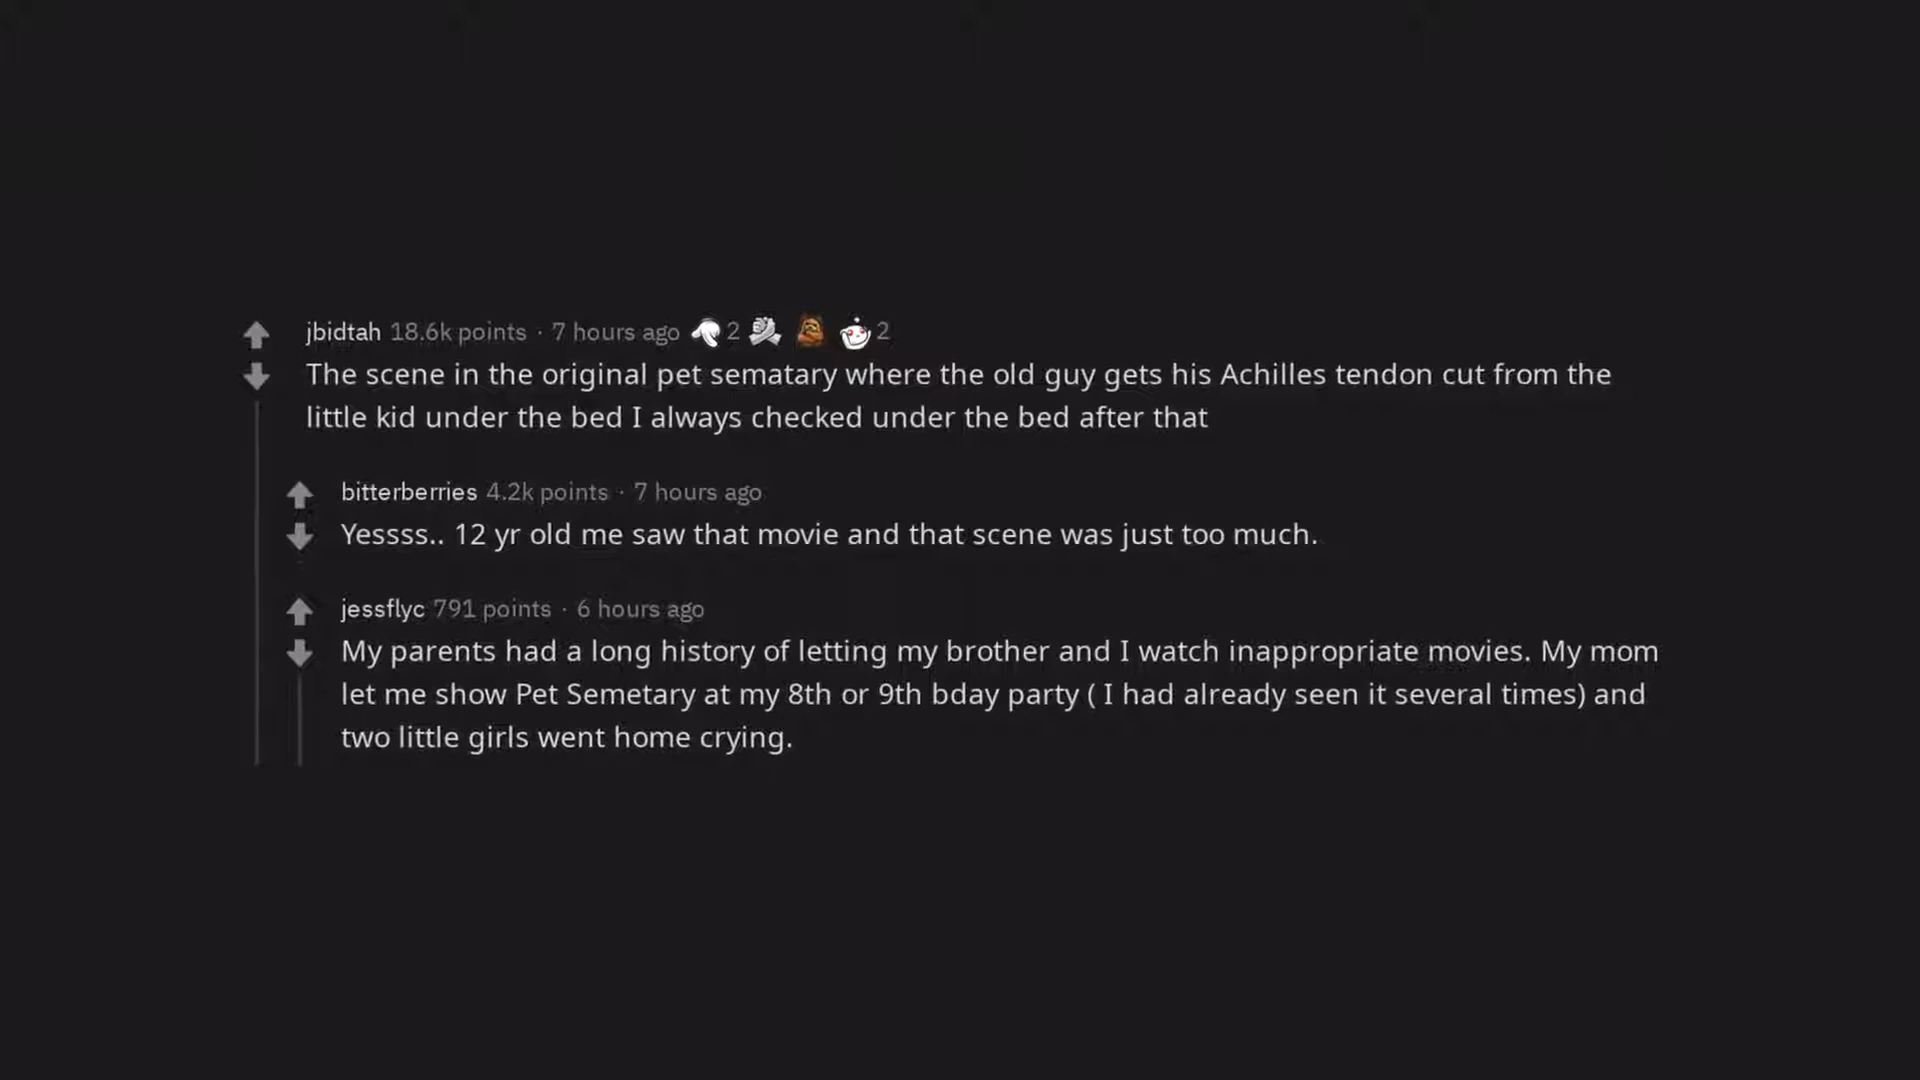 jbidtah 18.6k points · 7 hours ago 2 2
The scene in the original pet sematary where the old guy gets his Achilles tendon cut from the
little kid under the bed I always checked under the bed after that
bitterberries 4.2k points · 7 hours ago
Yessss.. 12 yr old me saw that movie and that scene was just too much.
jessflyc 791 points · 6 hours ago
My parents had a long history of letting my brother and I watch inappropriate movies. My mom
let me show Pet Semetary at my 8th or 9th bday party ( I had already seen it several times) and
two little girls went home crying.